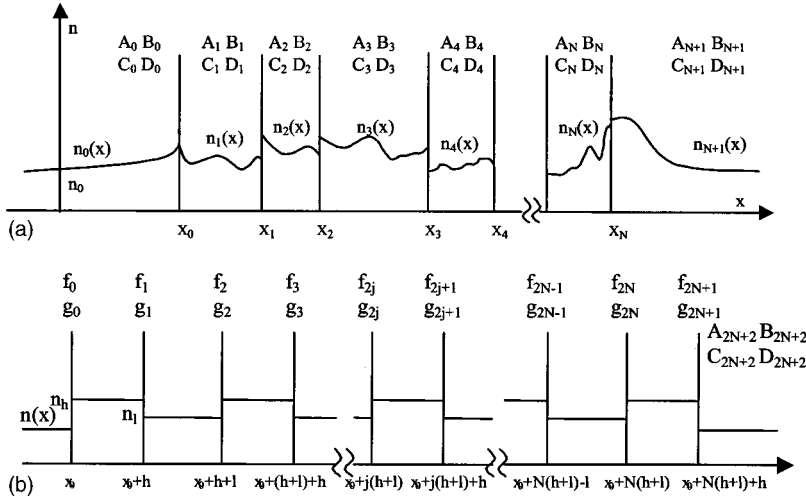 n
A₀ B₀ A₁ B₁ A₂ B₂ A₃ B₃ A₄ B₄ A_N B_N A_{N+1} B_{N+1}
C₀ D₀ C₁ D₁ C₂ D₂ C₃ D₃ C₄ D₄ C_N D_N C_{N+1} D_{N+1}
n₀(x) n₁(x) n₂(x) n₃(x) n₄(x) n_N(x) n_{N+1}(x)
n₀
x
(a) x₀ x₁ x₂ x₃ x₄ x_N
f₀ f₁ f₂ f₃ f_{2j} f_{2j+1} f_{2N-1} f_{2N} f_{2N+1}
g₀ g₁ g₂ g₃ g_{2j} g_{2j+1} g_{2N-1} g_{2N} g_{2N+1}
A_{2N+2} B_{2N+2}
C_{2N+2} D_{2N+2}
n_h
n(x) n_l
(b) x₀ x₀+h x₀+h+l x₀+(h+l)+h x₀+j(h+l) x₀+j(h+l)+h x₀+N(h+l)-l x₀+N(h+l) x₀+N(h+l)+h